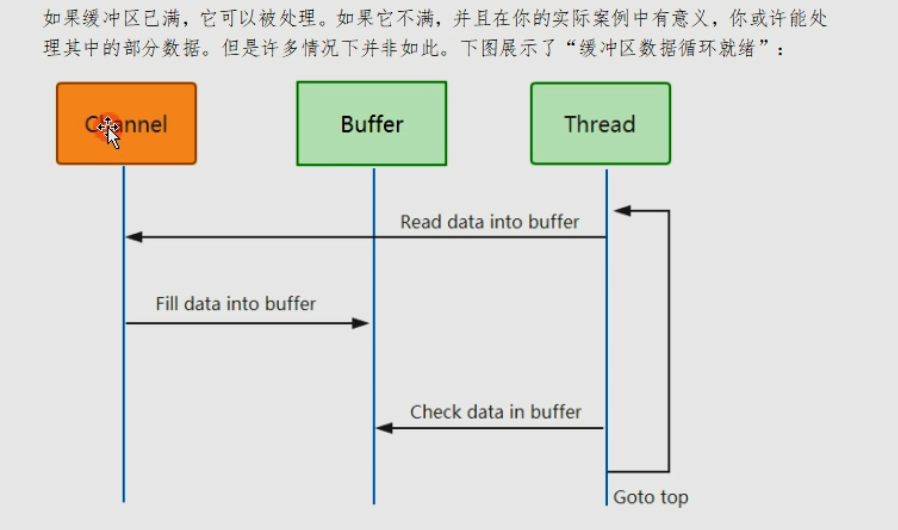 如果缓冲区已满，它可以被处理。如果它不满，并且在你的实际案例中有意义，你或许能处
理其中的部分数据。但是许多情况下并非如此。下图展示了“缓冲区数据循环就绪”：
Channel
Buffer
Thread
Read data into buffer
Fill data into buffer
Check data in buffer
Goto top